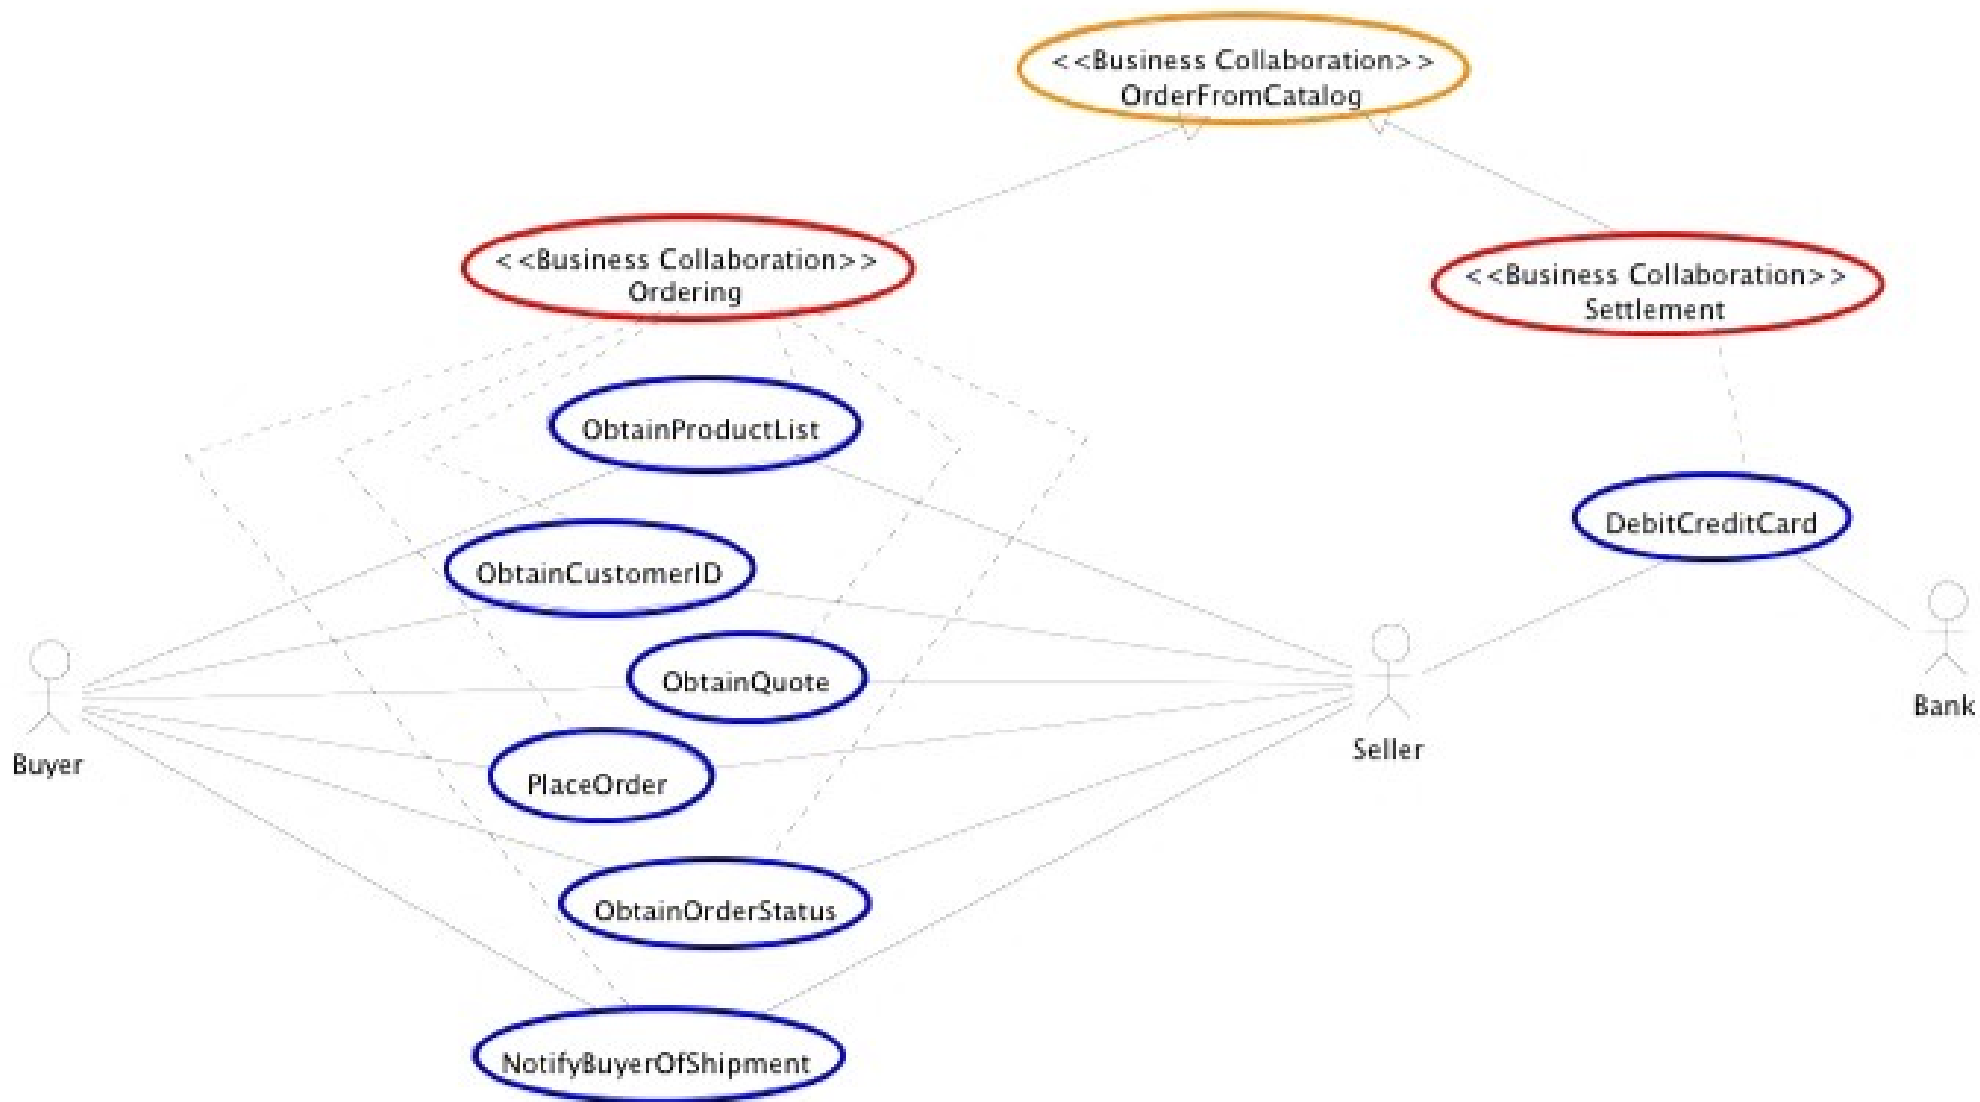 <<Business Collaboration>>
OrderFromCatalog
<<Business Collaboration>>
Ordering
<<Business Collaboration>>
Settlement
ObtainProductList
DebitCreditCard
ObtainCustomerID
ObtainQuote
Bank
Seller
Buyer
PlaceOrder
ObtainOrderStatus
NotifyBuyerOfShipment